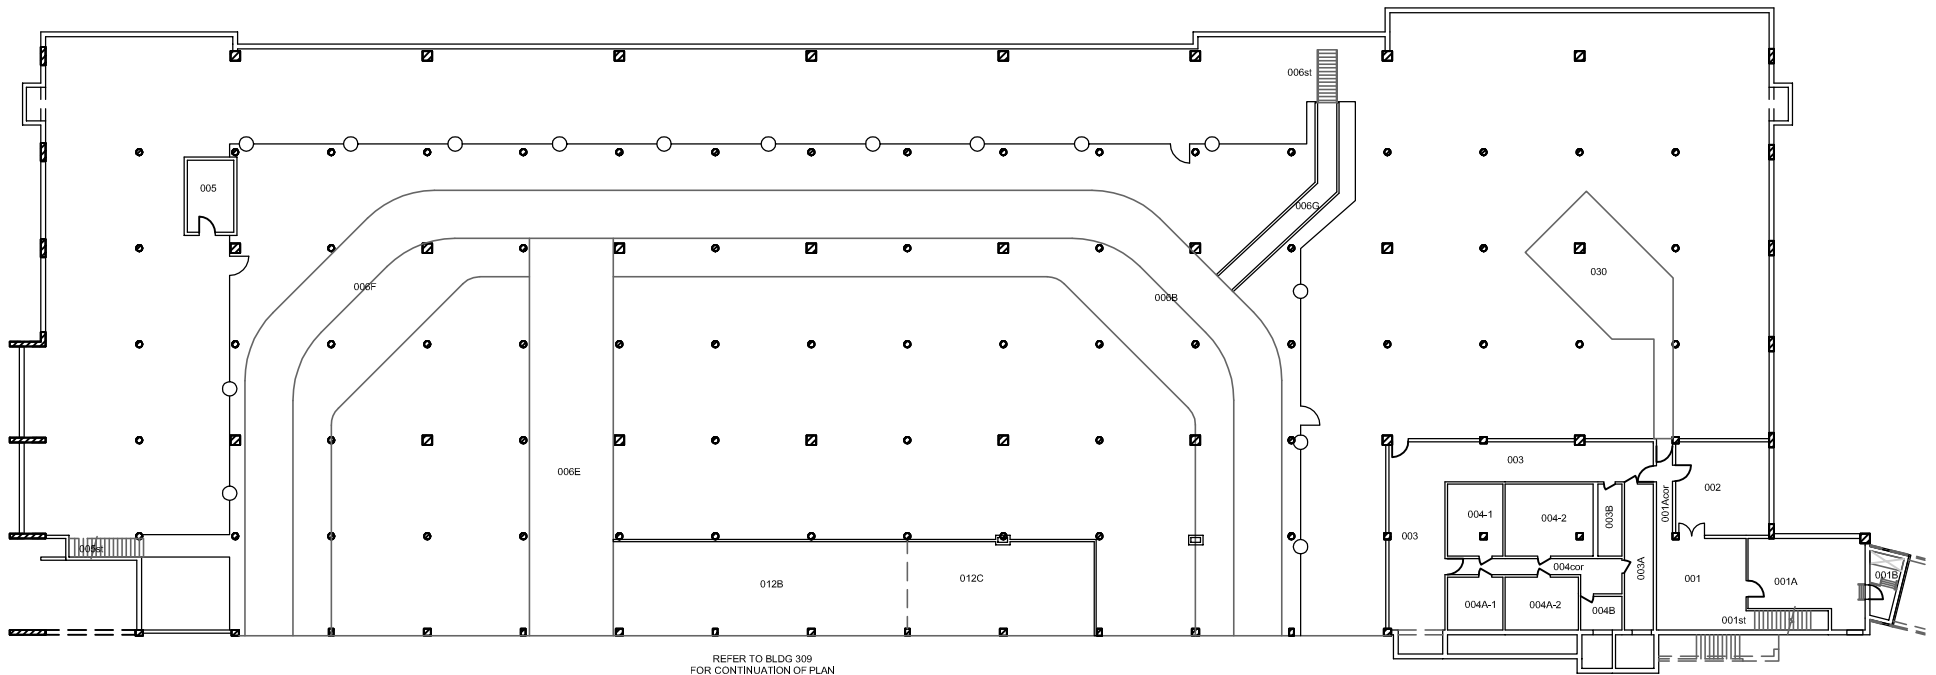 006st
005
006G
030
006F
006B
003
006E
002
001Acor
004-1
004-2
003B
003
005st
004cor
003A
001B
012C
001
001A
012B
004A-1
004A-2
004B
001st
REFER TO BLDG 309
FOR CONTINUATION OF PLAN